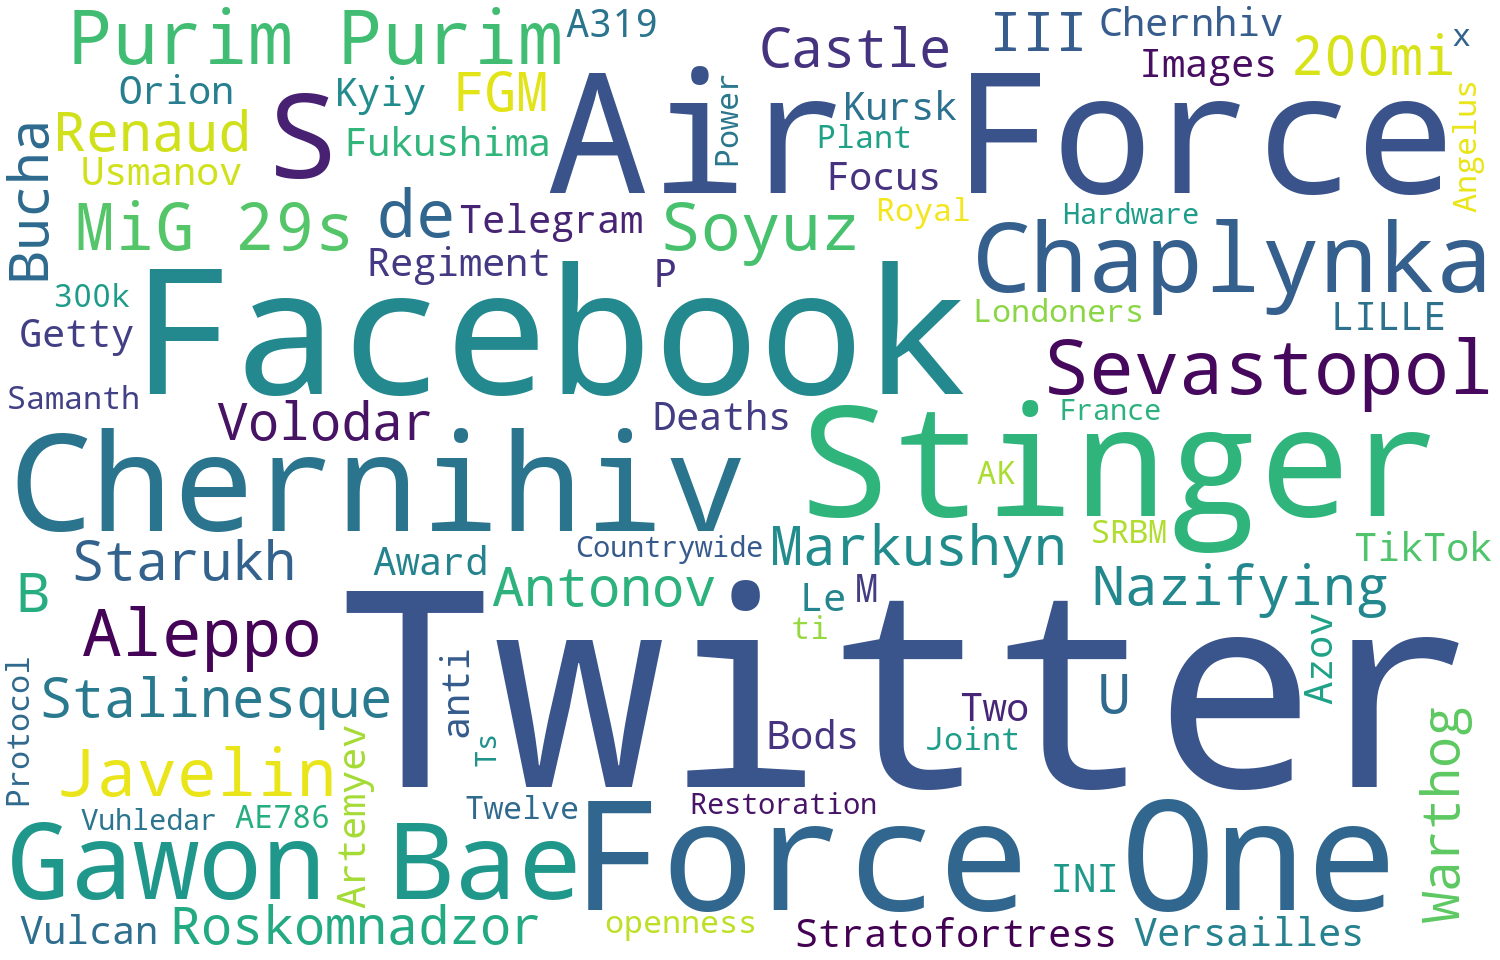 Purim Purim
A319
Castle
III
Chernhiv
x
Images
200mi
Orion
Kyiy
FGM
S
Air Force
Power
Kursk
Angelus
Renaud
Fukushima
Plant
Bucha
Usmanov
Focus
MiG 29s
de
Telegram
Soyuz
Royal
Hardware
Chaplynka
Regiment
P
300k
Facebook
Londoners
LILLE
Getty
Sevastopol
Samanth
Volodar
Deaths
France
Chernihiv
Stinger
AK
SRBM
Starukh
Award
Countrywide
Markushyn
TikTok
B
Antonov
Le
M
Nazifying
Aleppo
Twitter
ti
Azov
Protocol
Stalinesque
anti
Two
U
Ts
Bods
Joint
Warthog
Javelin
Artemyev
Vuhledar
AE786
Twelve
Restoration
Gawon Bae
Force One
INI
Vulcan
Roskomnadzor
openness
Stratofortress
Versailles